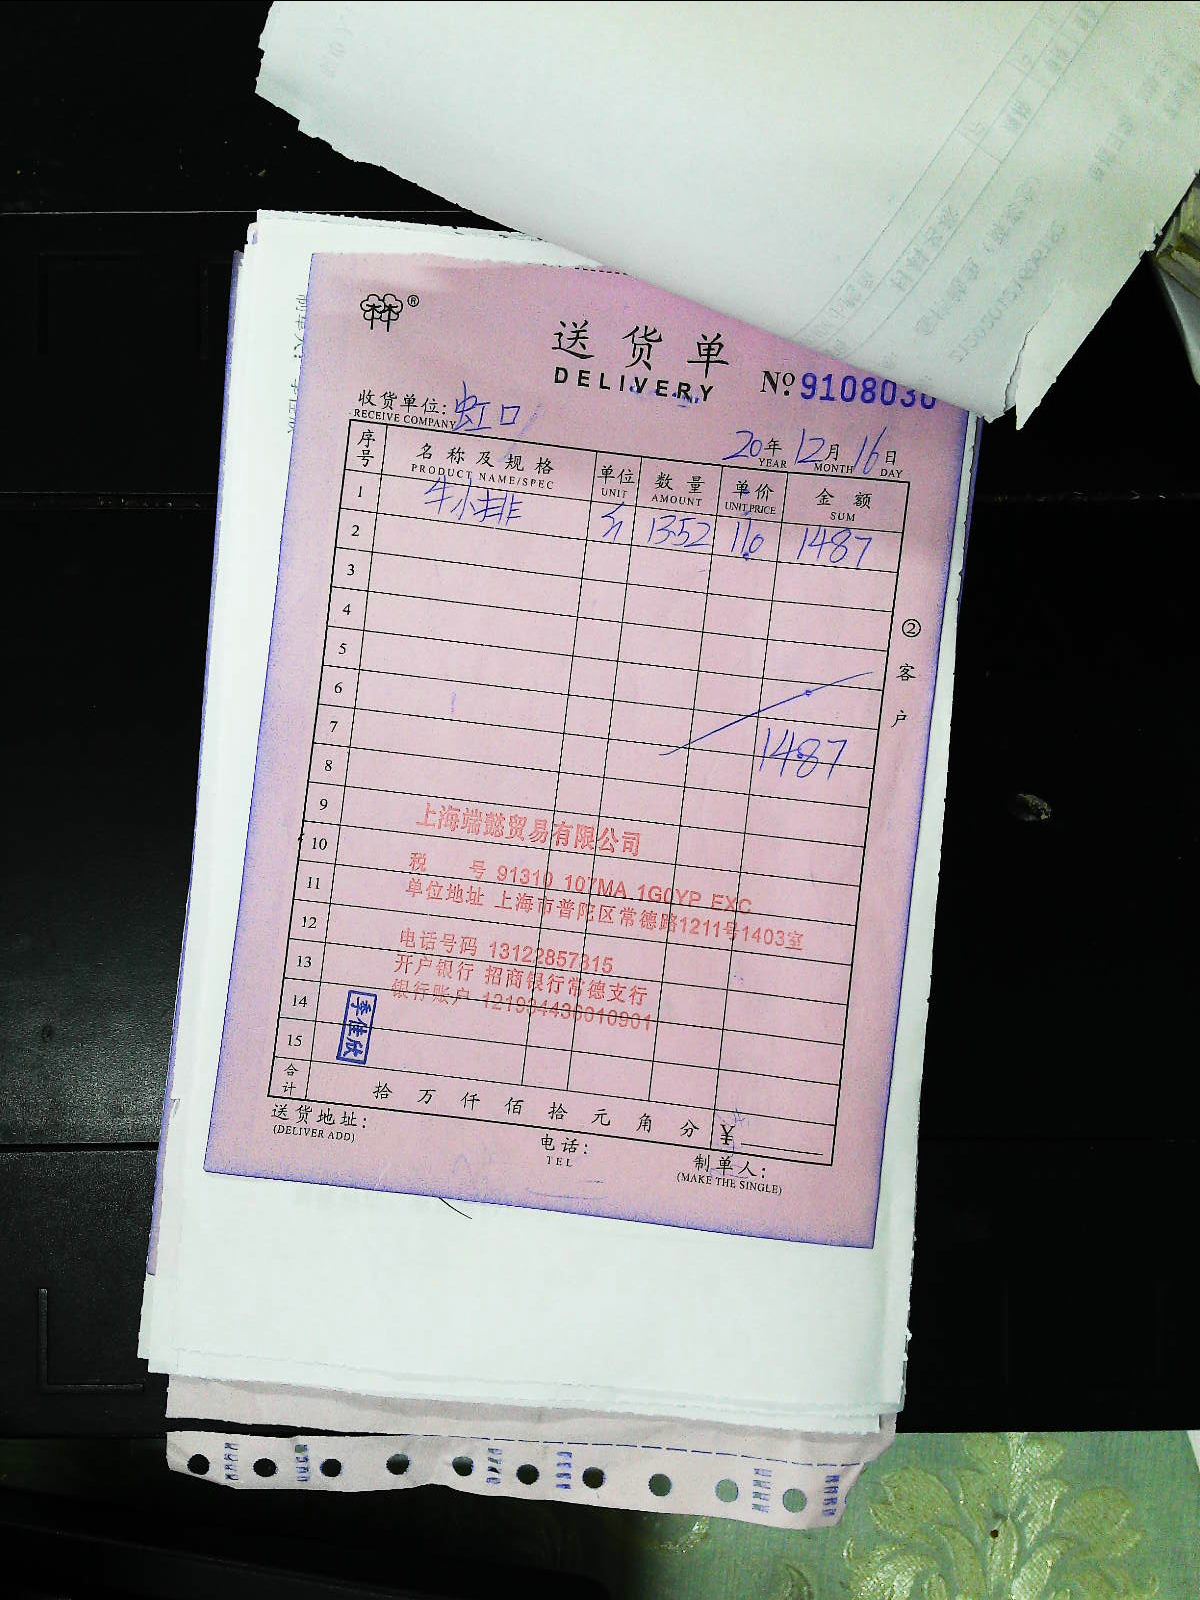 ®
送货单
DELIVERY
№ 9108030
收货单位: 虹口
RECEIVE COMPANY
20年 12月 16日
YEAR MONTH DAY
序号 名称及规格 单位 数量 单价 金额
PRODUCT NAME/SPEC UNIT AMOUNT UNIT PRICE SUM
1 牛小排 斤 13.52 110 1487
2
3
4
5
6
7 1487
8
9
上海端懿贸易有限公司
10
税 号 91310 107MA 1G0YP EXC
11
单位地址 上海市普陀区常德路1211号1403室
12
电话号码 13122857315
13
开户银行 招商银行常德支行
14
银行账户 121934436010901
李佳欣
15
合计 拾 万 仟 佰 拾 元 角 分 ¥
送货地址:
(DELIVER ADD)
电话:
TEL
制单人:
(MAKE THE SINGLE)
②客户